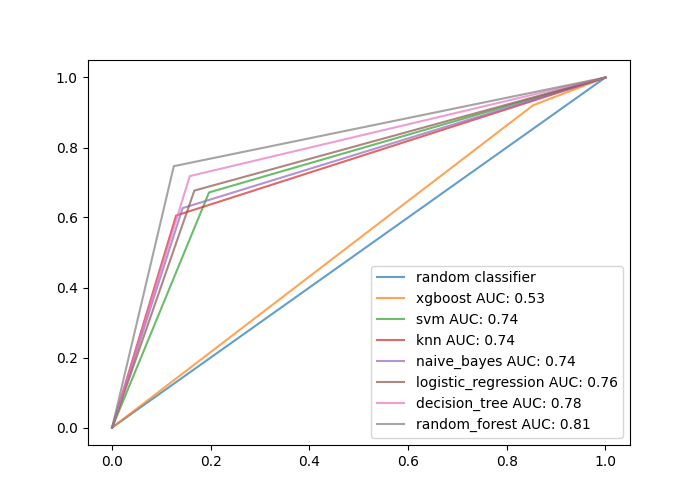 1.0
0.8
0.6
0.4
0.2
0.0
0.0 0.2 0.4 0.6 0.8 1.0
random classifier
xgboost AUC: 0.53
svm AUC: 0.74
knn AUC: 0.74
naive_bayes AUC: 0.74
logistic_regression AUC: 0.76
decision_tree AUC: 0.78
random_forest AUC: 0.81